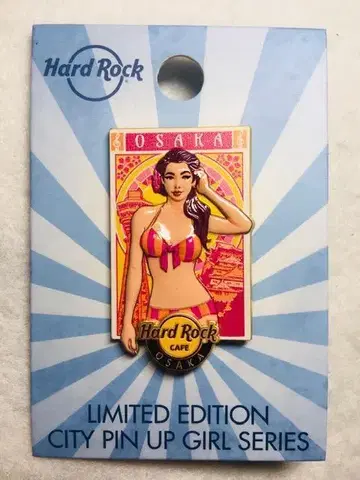 Hard Rock
OSAKA
Hard Rock
CAFE
OSAKA
LIMITED EDITION
CITY PIN UP GIRL SERIES